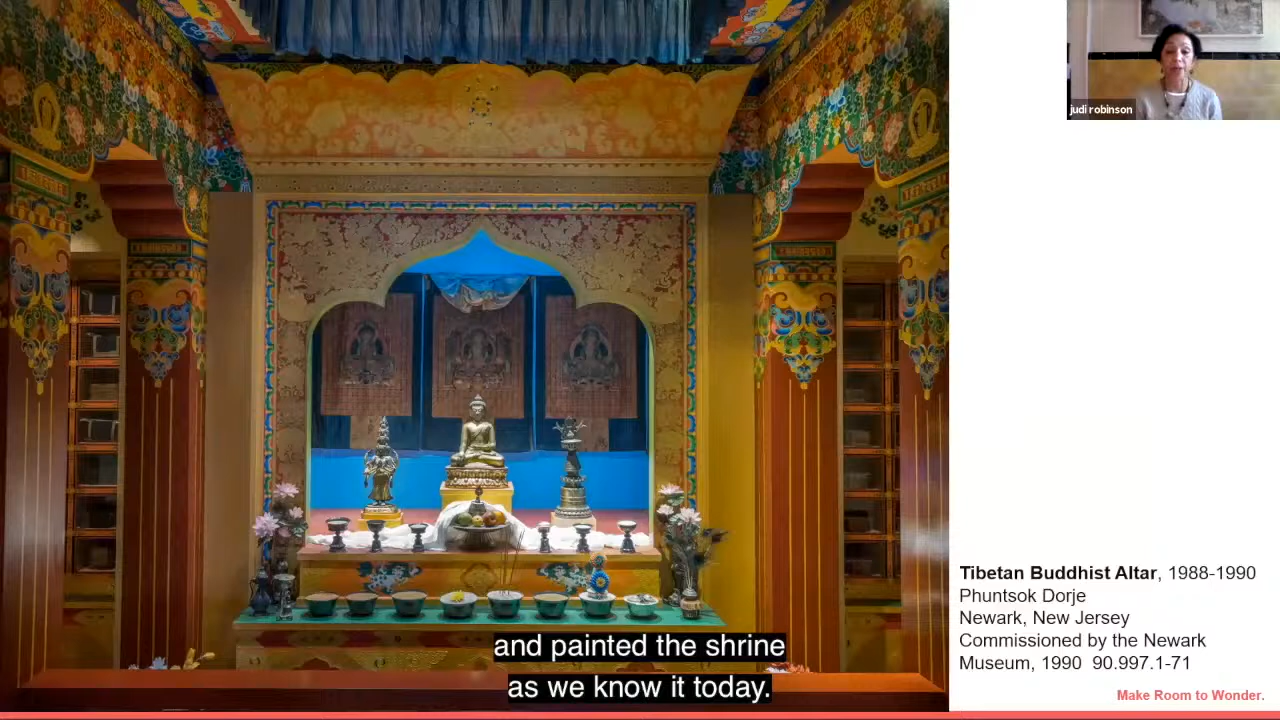 judi robinson
Tibetan Buddhist Altar, 1988-1990
Phuntsok Dorje
Newark, New Jersey
Commissioned by the Newark
Museum, 1990  90.997.1-71
Make Room to Wonder.
and painted the shrine
as we know it today.